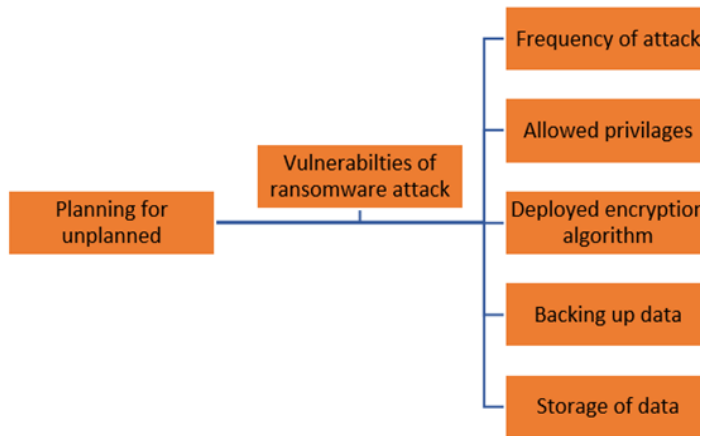 Frequency of attack
Allowed privilages
Vulnerabilties of
ransomware attack
Planning for
unplanned
Deployed encryption
algorithm
Backing up data
Storage of data